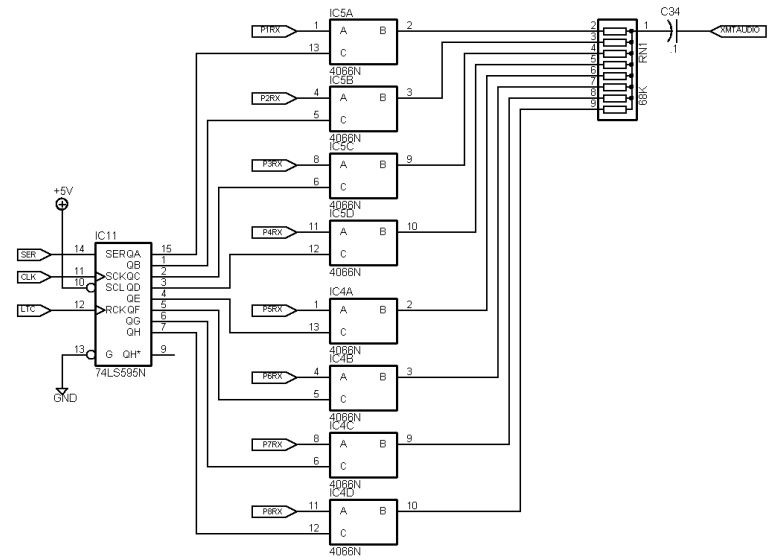 IC5A
P1RX 1 A B 2
13 C
4066N
IC5B
P2RX 4 A B 3
5 C
4066N
IC5C
P3RX 8 A B 9
6 C
4066N
IC5D
P4RX 11 A B 10
12 C
4066N
IC4A
P5RX 1 A B 2
13 C
4066N
IC4B
P6RX 4 A B 3
5 C
4066N
IC4C
P7RX 8 A B 9
6 C
4066N
IC4D
P8RX 11 A B 10
12 C
4066N
+5V
IC11
SER 14 SER QA 15
QB 1
CLK 11 SCK QC 2
10 SCL QD 3
QE 4
LTC 12 RCK QF 5
QG 6
QH 7
13 G QH* 9
74LS595N
GND
2
3
4
5
6
7
8
9
1
RN1
68K
C34
.1
XMTAUDIO